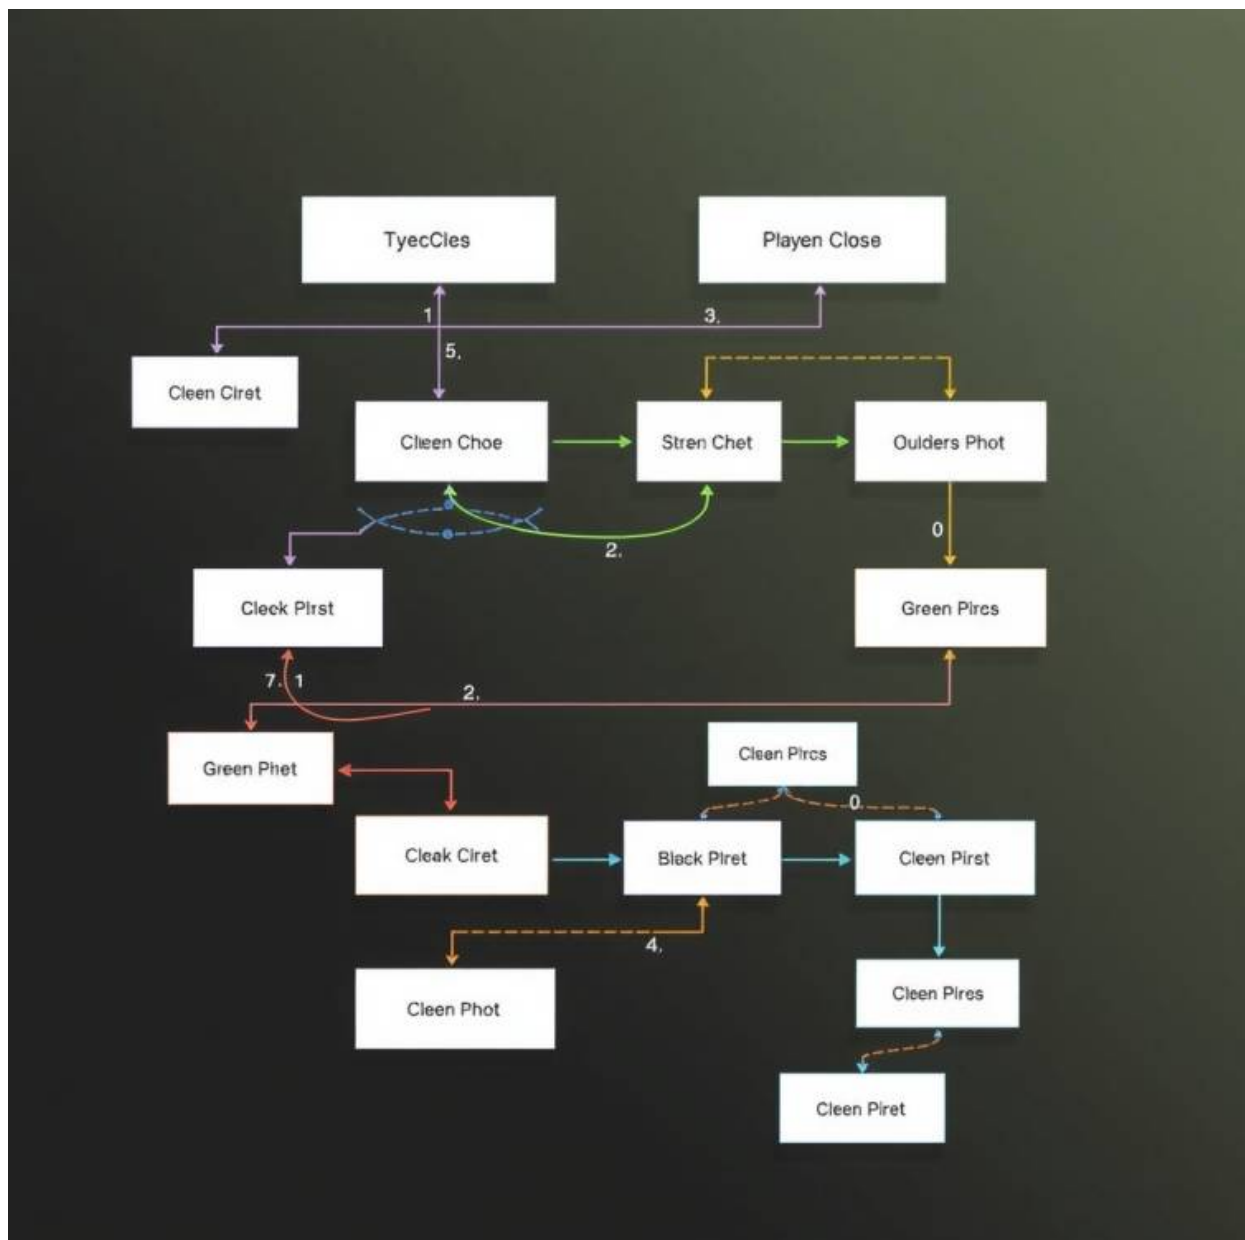 TyecCles
Playen Close
1
3.
5.
Cleen Ciret
Cleen Choe
Stren Chet
Oulders Phot
2.
0
Cleek Pirst
Green Pircs
7. 1
2.
Green Phet
Cleen Pircs
0
Cleak Ciret
Black Piret
Cleen Pirst
4.
Cleen Phot
Cleen Pires
Cleen Piret